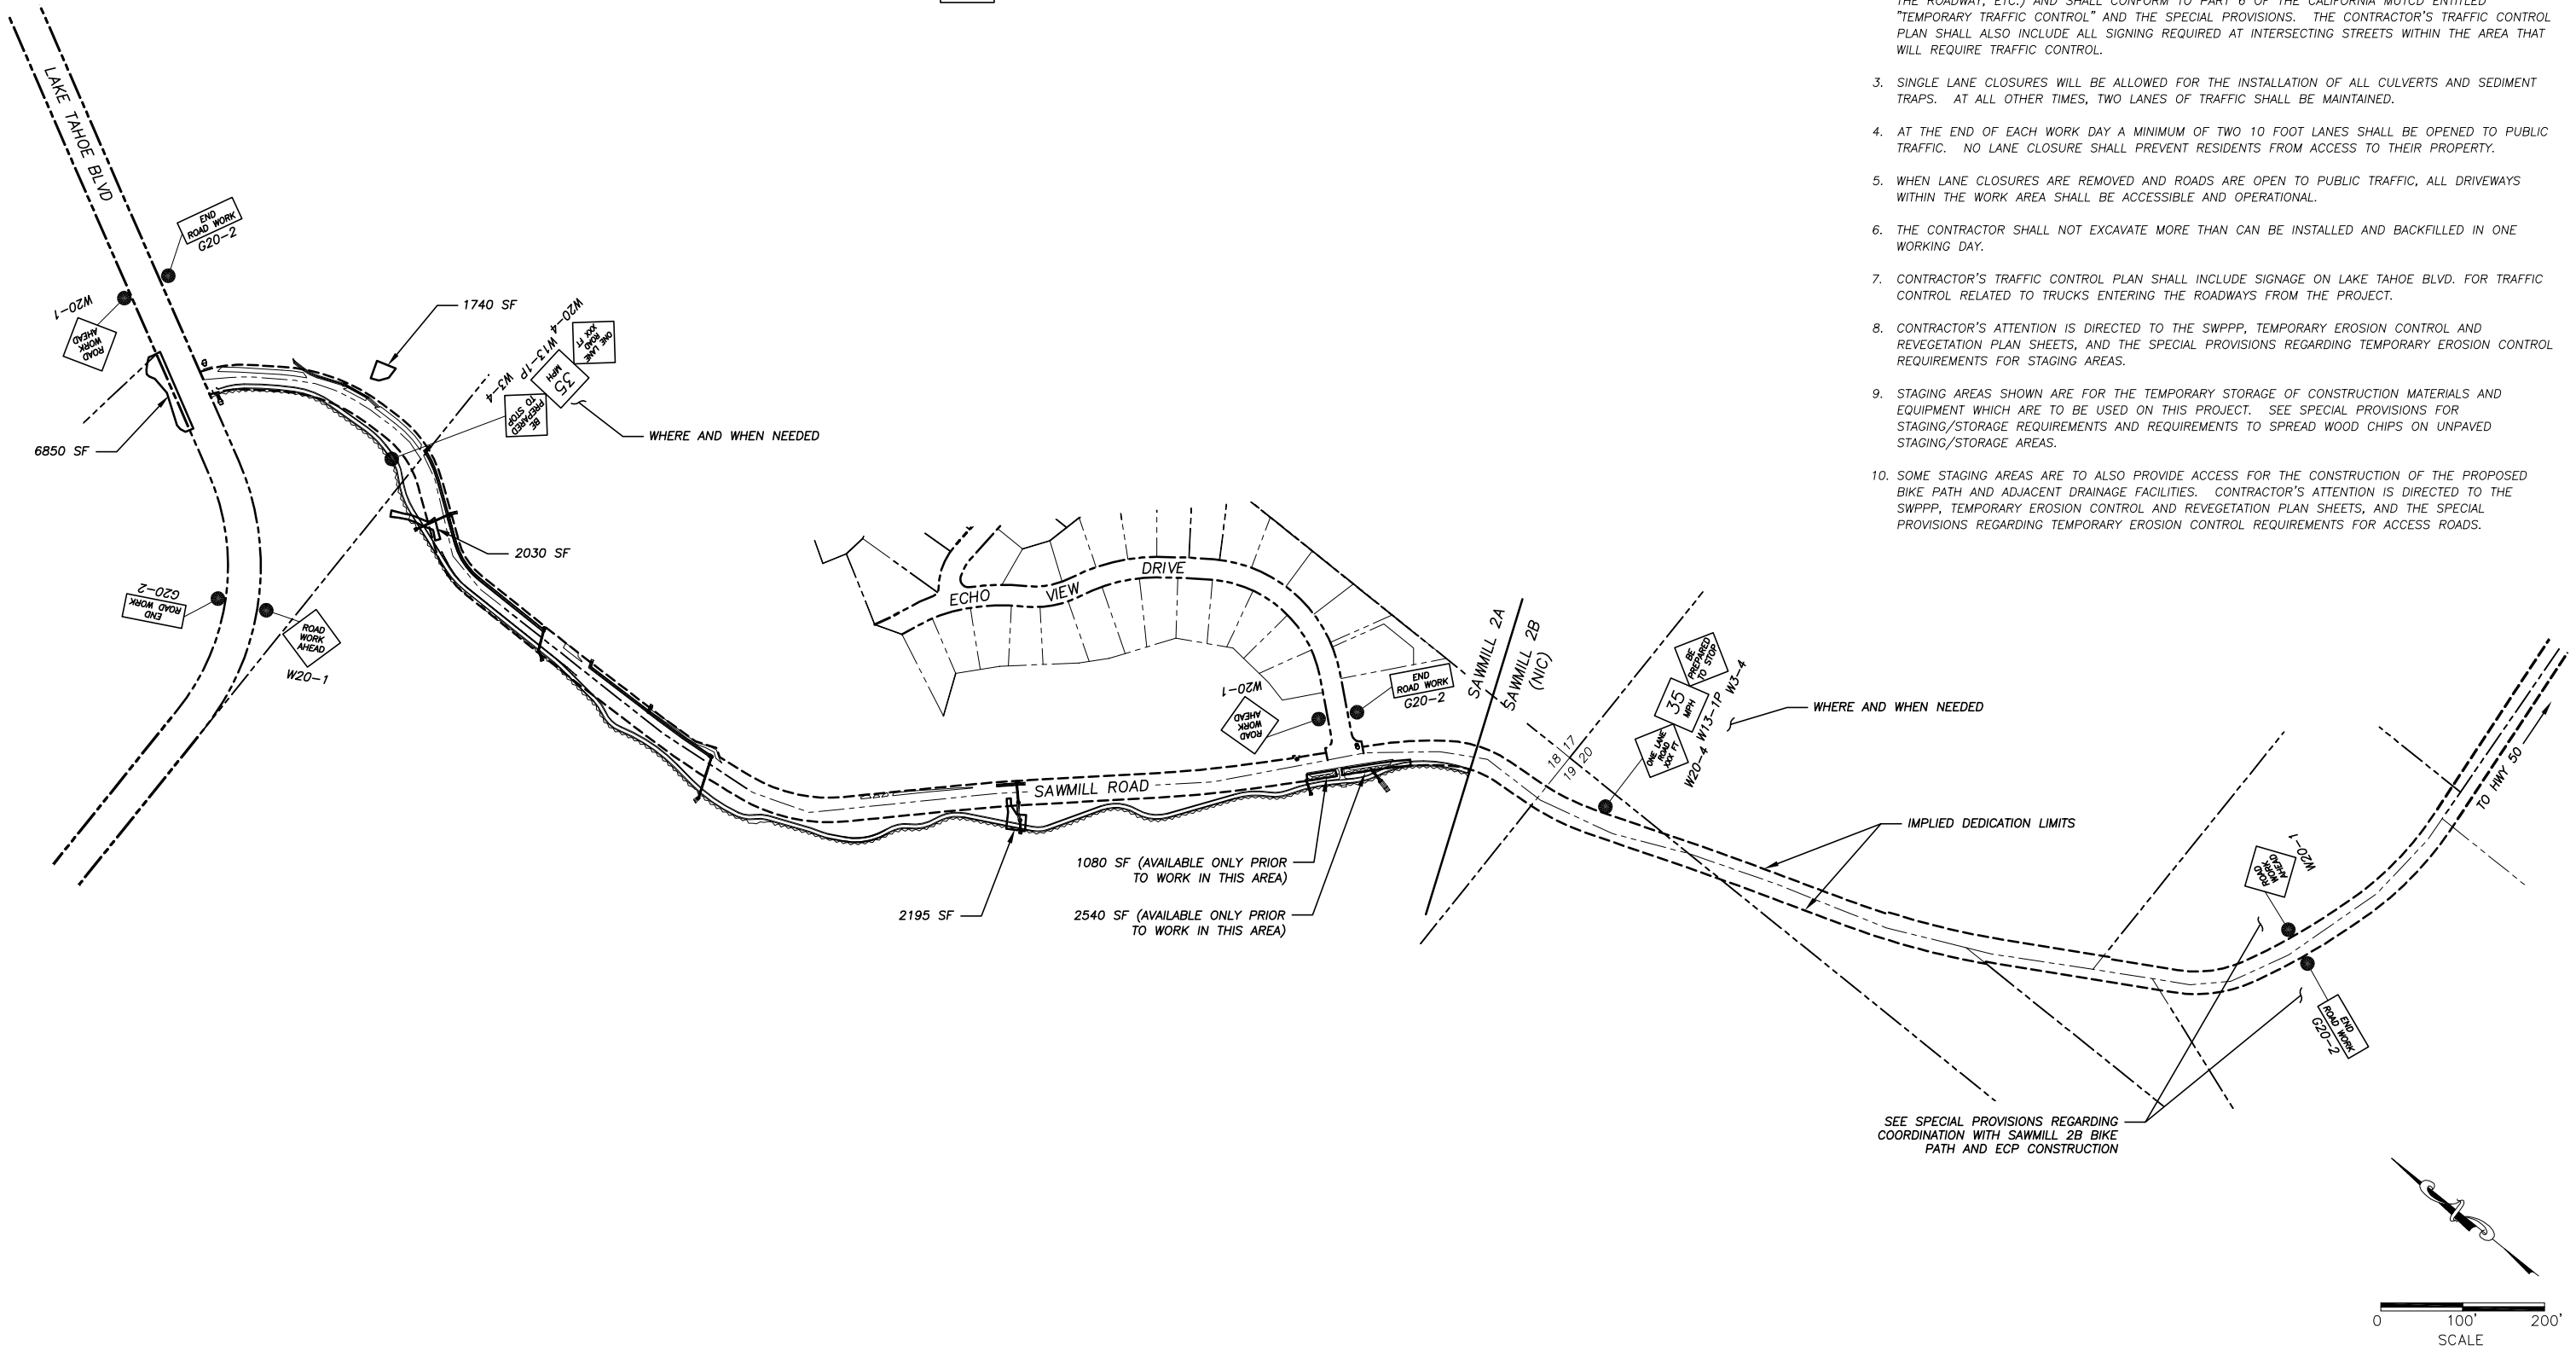 THE ROADWAY, ETC.) AND SHALL CONFORM TO PART 6 OF THE CALIFORNIA MUTCD ENTITLED
"TEMPORARY TRAFFIC CONTROL" AND THE SPECIAL PROVISIONS. THE CONTRACTOR'S TRAFFIC CONTROL
PLAN SHALL ALSO INCLUDE ALL SIGNING REQUIRED AT INTERSECTING STREETS WITHIN THE AREA THAT
WILL REQUIRE TRAFFIC CONTROL.
3. SINGLE LANE CLOSURES WILL BE ALLOWED FOR THE INSTALLATION OF ALL CULVERTS AND SEDIMENT
TRAPS. AT ALL OTHER TIMES, TWO LANES OF TRAFFIC SHALL BE MAINTAINED.
4. AT THE END OF EACH WORK DAY A MINIMUM OF TWO 10 FOOT LANES SHALL BE OPENED TO PUBLIC
TRAFFIC. NO LANE CLOSURE SHALL PREVENT RESIDENTS FROM ACCESS TO THEIR PROPERTY.
5. WHEN LANE CLOSURES ARE REMOVED AND ROADS ARE OPEN TO PUBLIC TRAFFIC, ALL DRIVEWAYS
WITHIN THE WORK AREA SHALL BE ACCESSIBLE AND OPERATIONAL.
6. THE CONTRACTOR SHALL NOT EXCAVATE MORE THAN CAN BE INSTALLED AND BACKFILLED IN ONE
WORKING DAY.
7. CONTRACTOR'S TRAFFIC CONTROL PLAN SHALL INCLUDE SIGNAGE ON LAKE TAHOE BLVD. FOR TRAFFIC
CONTROL RELATED TO TRUCKS ENTERING THE ROADWAYS FROM THE PROJECT.
8. CONTRACTOR'S ATTENTION IS DIRECTED TO THE SWPPP, TEMPORARY EROSION CONTROL AND
REVEGETATION PLAN SHEETS, AND THE SPECIAL PROVISIONS REGARDING TEMPORARY EROSION CONTROL
REQUIREMENTS FOR STAGING AREAS.
9. STAGING AREAS SHOWN ARE FOR THE TEMPORARY STORAGE OF CONSTRUCTION MATERIALS AND
EQUIPMENT WHICH ARE TO BE USED ON THIS PROJECT. SEE SPECIAL PROVISIONS FOR
STAGING/STORAGE REQUIREMENTS AND REQUIREMENTS TO SPREAD WOOD CHIPS ON UNPAVED
STAGING/STORAGE AREAS.
10. SOME STAGING AREAS ARE TO ALSO PROVIDE ACCESS FOR THE CONSTRUCTION OF THE PROPOSED
BIKE PATH AND ADJACENT DRAINAGE FACILITIES. CONTRACTOR'S ATTENTION IS DIRECTED TO THE
SWPPP, TEMPORARY EROSION CONTROL AND REVEGETATION PLAN SHEETS, AND THE SPECIAL
PROVISIONS REGARDING TEMPORARY EROSION CONTROL REQUIREMENTS FOR ACCESS ROADS.
LAKE TAHOE BLVD
END
ROAD WORK
G20-2
W20-1
ROAD
WORK
AHEAD
6850 SF
1740 SF
W20-4 W13-1P W3-4
ONE LANE
ROAD
XXX FT
35
MPH
BE
PREPARED
TO STOP
WHERE AND WHEN NEEDED
2030 SF
G20-2
END
ROAD WORK
ROAD
WORK
AHEAD
W20-1
ECHO VIEW DRIVE
W20-1
ROAD
WORK
AHEAD
END
ROAD WORK
G20-2
SAWMILL 2A
SAWMILL 2B
(NIC)
SAWMILL ROAD
1080 SF (AVAILABLE ONLY PRIOR
TO WORK IN THIS AREA)
2195 SF
2540 SF (AVAILABLE ONLY PRIOR
TO WORK IN THIS AREA)
18 17
19 20
BE
PREPARED
TO STOP
35
MPH
ONE LANE
ROAD
XXX FT
W20-4 W13-1P W3-4
WHERE AND WHEN NEEDED
IMPLIED DEDICATION LIMITS
TO HWY 50
W20-1
ROAD
WORK
AHEAD
END
ROAD WORK
G20-2
SEE SPECIAL PROVISIONS REGARDING
COORDINATION WITH SAWMILL 2B BIKE
PATH AND ECP CONSTRUCTION
0 100' 200'
SCALE